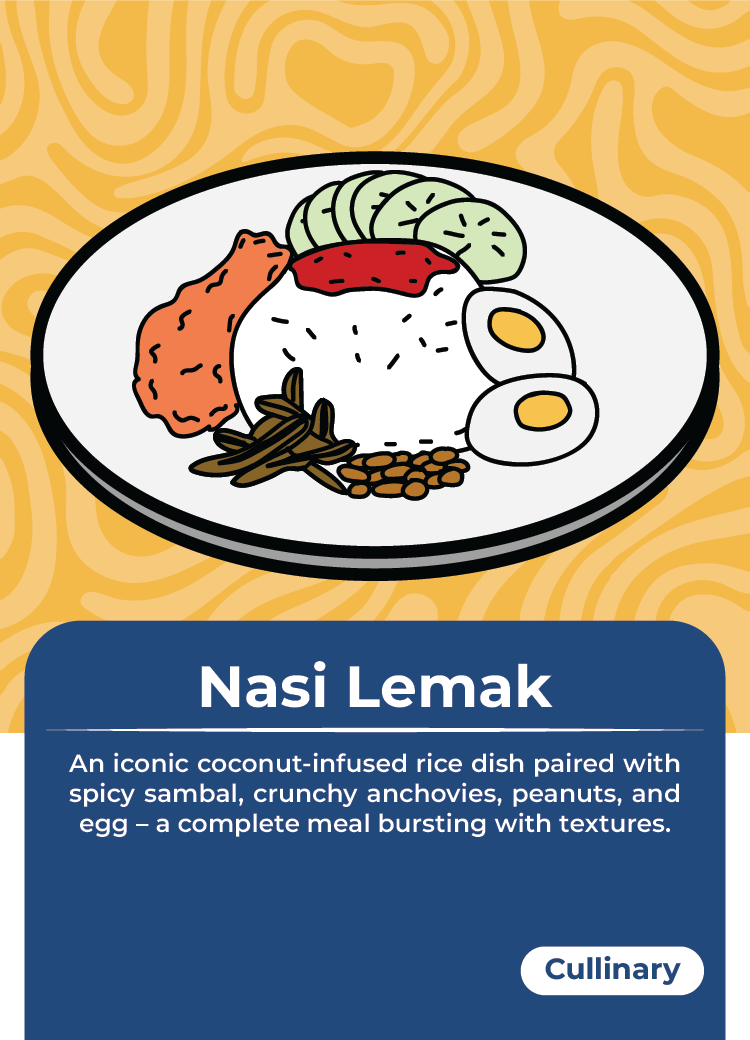 Nasi Lemak
An iconic coconut-infused rice dish paired with
spicy sambal, crunchy anchovies, peanuts, and
egg – a complete meal bursting with textures.
Cullinary